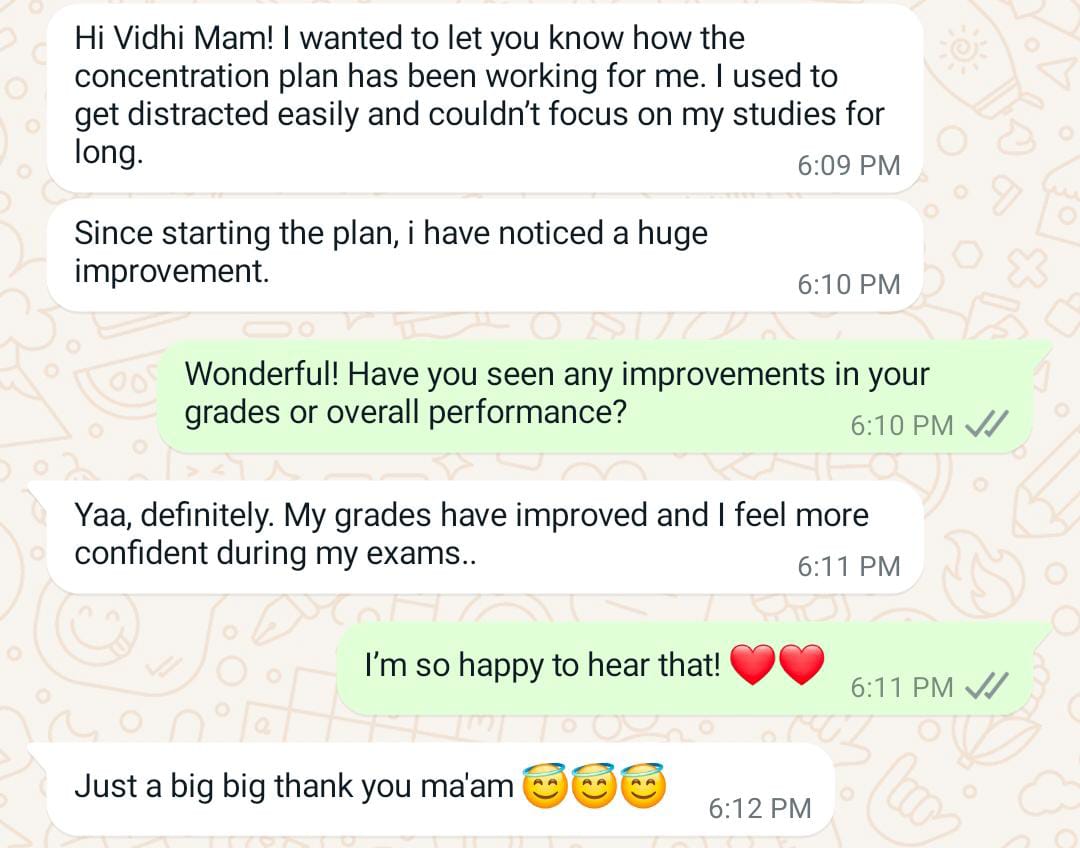 Hi Vidhi Mam! I wanted to let you know how the
concentration plan has been working for me. I used to
get distracted easily and couldn’t focus on my studies for
long.
6:09 PM
Since starting the plan, i have noticed a huge
improvement.
6:10 PM
Wonderful! Have you seen any improvements in your
grades or overall performance?
6:10 PM
Yaa, definitely. My grades have improved and I feel more
confident during my exams..
6:11 PM
I’m so happy to hear that! ❤️❤️
6:11 PM
Just a big big thank you ma'am 😇😇😇
6:12 PM